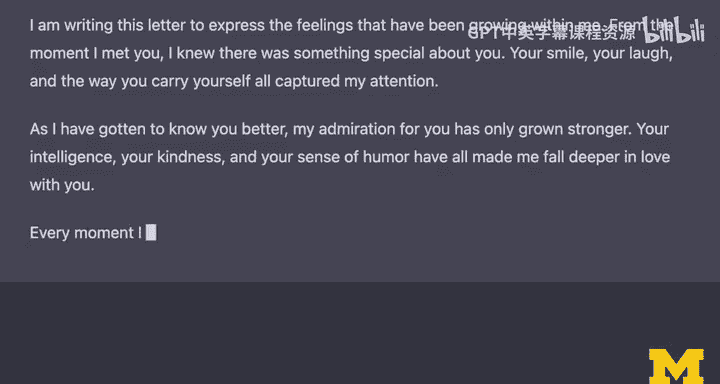 I am writing this letter to express the feelings that have been growing within me. From the
GPT中英字幕课程资源 bilibili
moment I met you, I knew there was something special about you. Your smile, your laugh,
and the way you carry yourself all captured my attention.
As I have gotten to know you better, my admiration for you has only grown stronger. Your
intelligence, your kindness, and your sense of humor have all made me fall deeper in love
with you.
Every moment I
M